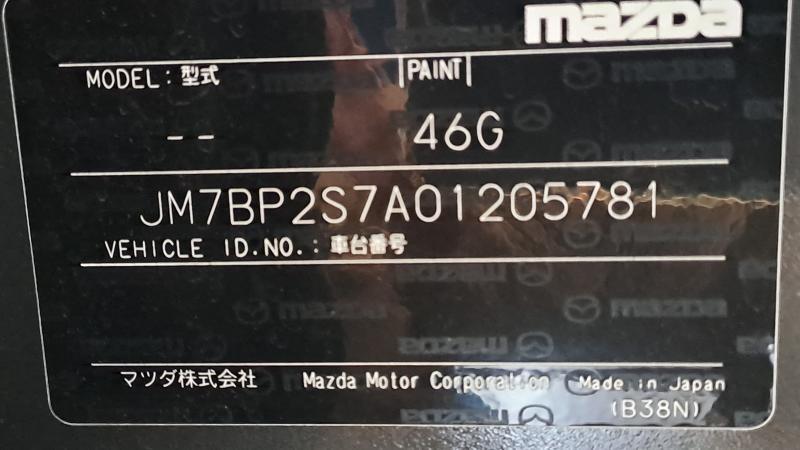 mazda
MODEL: 型式 |PAINT|
-- 46G
JM7BP2S7A01205781
VEHICLE ID.NO.: 車台番号
マツダ株式会社 Mazda Motor Corporation Made in Japan
(B38N)